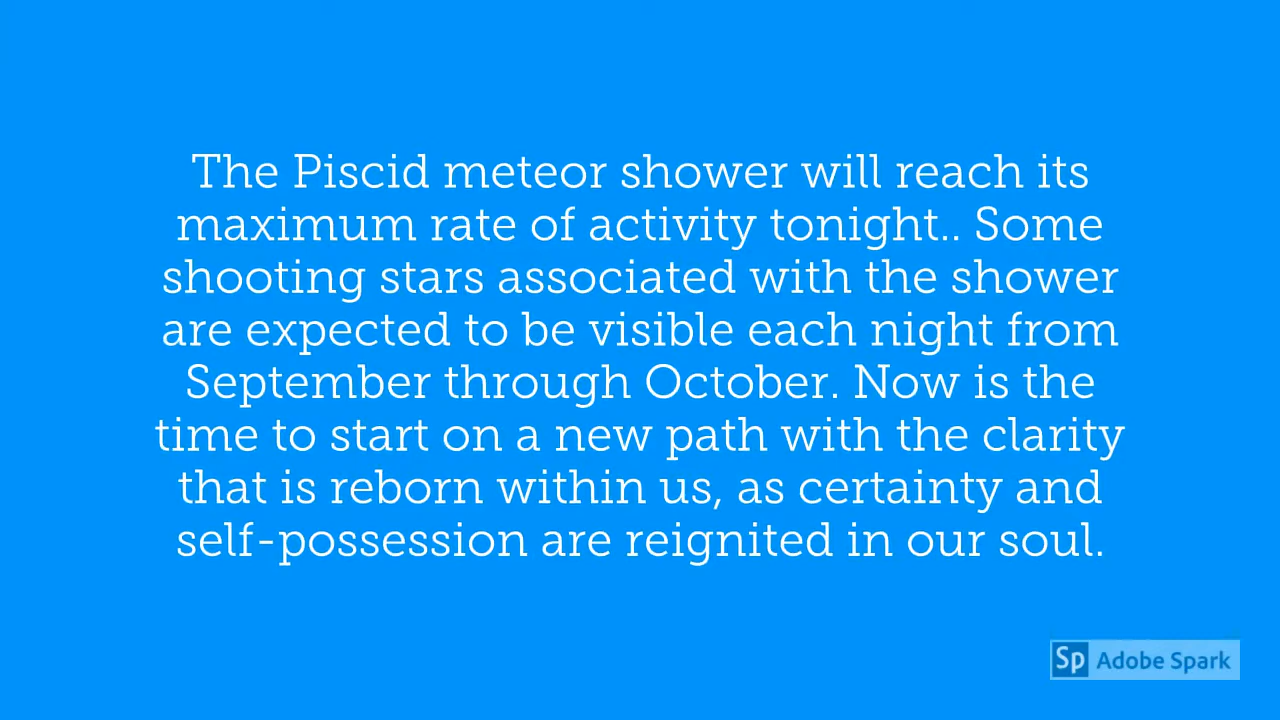 The Piscid meteor shower will reach its
maximum rate of activity tonight.. Some
shooting stars associated with the shower
are expected to be visible each night from
September through October. Now is the
time to start on a new path with the clarity
that is reborn within us, as certainty and
self-possession are reignited in our soul.
Sp Adobe Spark